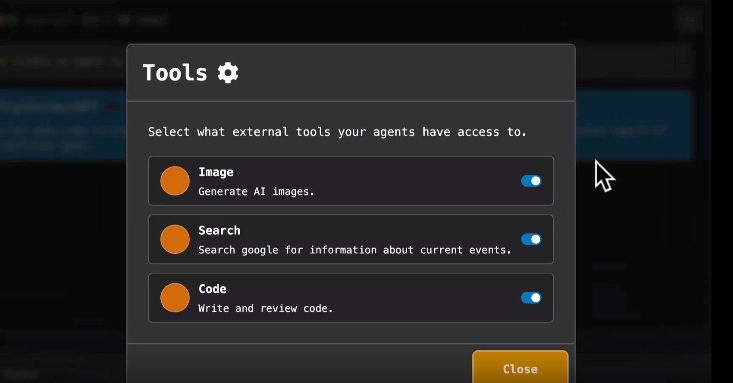 Tools
Select what external tools your agents have access to.
Image
Generate AI images.
Search
Search google for information about current events.
Code
Write and review code.
Close